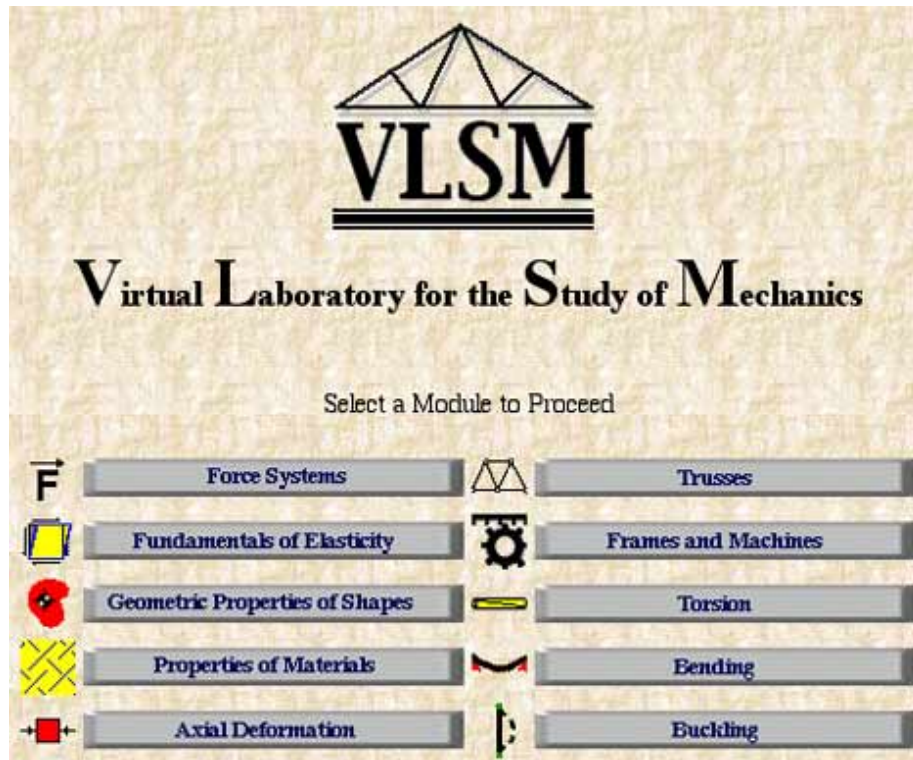 VLSM
Virtual Laboratory for the Study of Mechanics
Select a Module to Proceed
F
Force Systems
Trusses
Fundamentals of Elasticity
Frames and Machines
Geometric Properties of Shapes
Torsion
Properties of Materials
Bending
Axial Deformation
Buckling